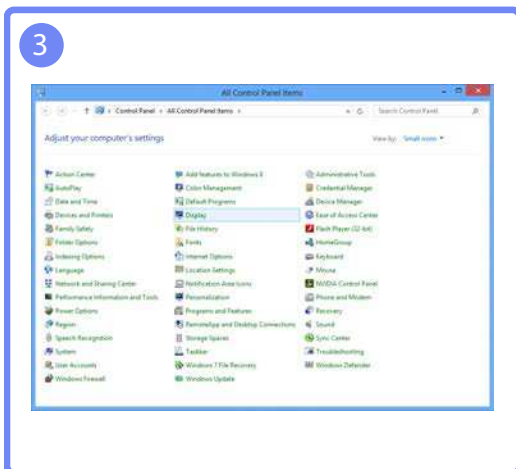 3
All Control Panel Items
Control Panel All Control Panel Items Search Control Panel
Adjust your computer's settings View by: Small icons
Action Center Add features to Windows 8 Administrative Tools
AutoPlay Color Management Credential Manager
Date and Time Default Programs Device Manager
Devices and Printers Display Ease of Access Center
Family Safety File History Flash Player (32-bit)
Folder Options Fonts HomeGroup
Indexing Options Internet Options Keyboard
Language Location Settings Mouse
Network and Sharing Center Notification Area Icons NVIDIA Control Panel
Performance Information and Tools Personalization Phone and Modem
Power Options Programs and Features Recovery
Region RemoteApp and Desktop Connections Sound
Speech Recognition Storage Spaces Sync Center
System Taskbar Troubleshooting
User Accounts Windows 7 File Recovery Windows Defender
Windows Firewall Windows Update